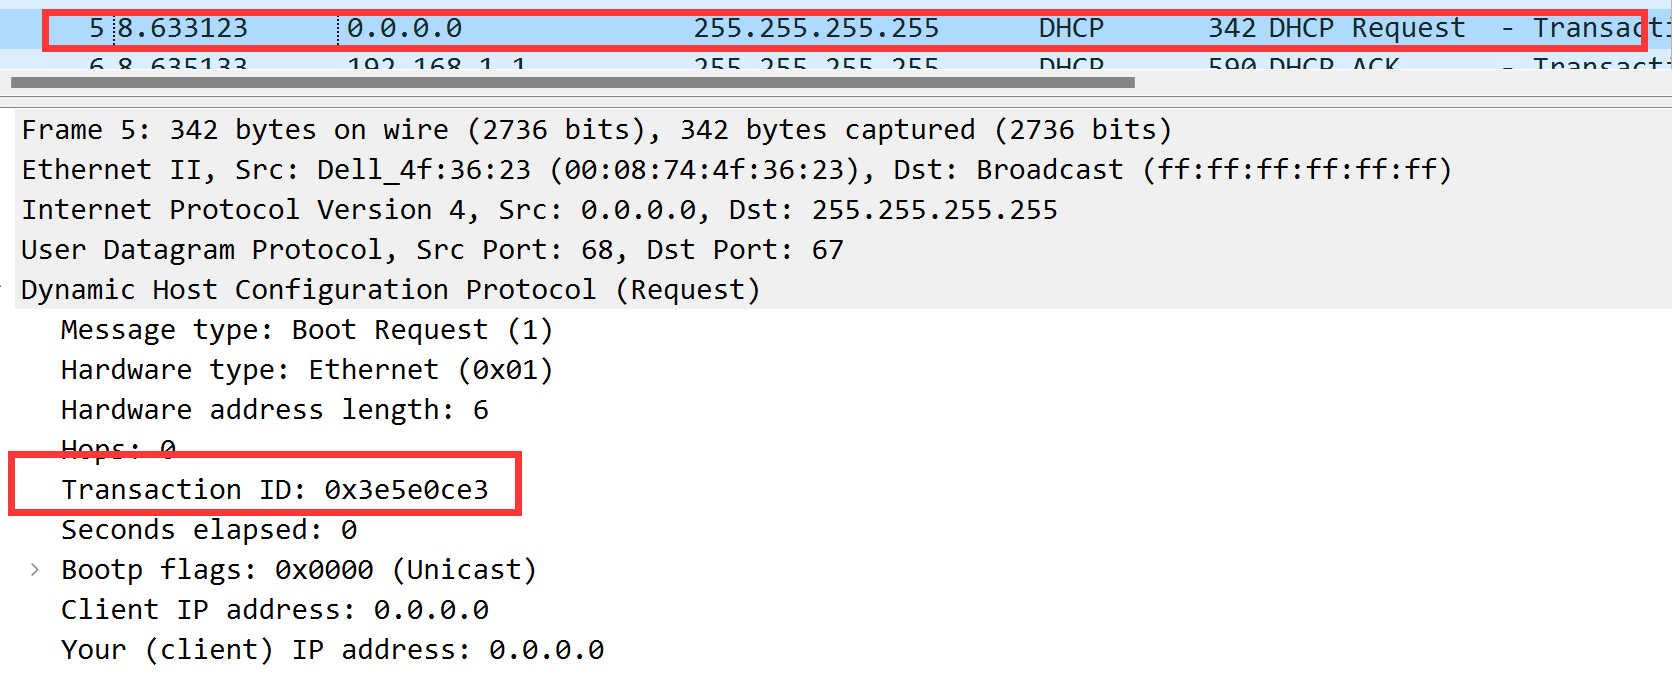 5 8.633123 0.0.0.0 255.255.255.255 DHCP 342 DHCP Request - Transacti
6 8.635133 192.168.1.1 255.255.255.255 DHCP 590 DHCP ACK - Transacti
Frame 5: 342 bytes on wire (2736 bits), 342 bytes captured (2736 bits)
Ethernet II, Src: Dell_4f:36:23 (00:08:74:4f:36:23), Dst: Broadcast (ff:ff:ff:ff:ff:ff)
Internet Protocol Version 4, Src: 0.0.0.0, Dst: 255.255.255.255
User Datagram Protocol, Src Port: 68, Dst Port: 67
Dynamic Host Configuration Protocol (Request)
Message type: Boot Request (1)
Hardware type: Ethernet (0x01)
Hardware address length: 6
Hops: 0
Transaction ID: 0x3e5e0ce3
Seconds elapsed: 0
Bootp flags: 0x0000 (Unicast)
Client IP address: 0.0.0.0
Your (client) IP address: 0.0.0.0